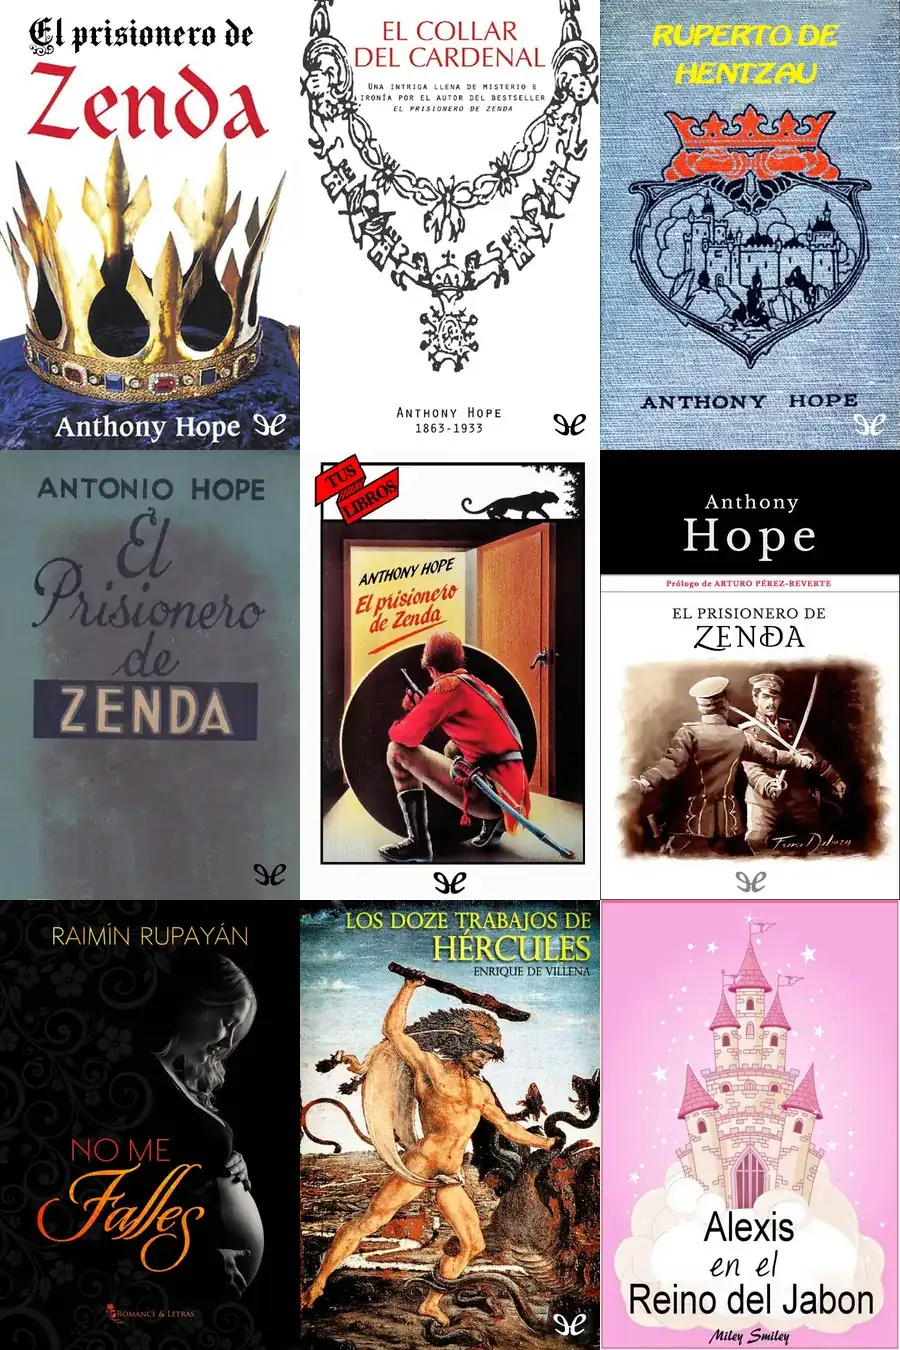 El prisionero de
Zenda
Anthony Hope
EL COLLAR
DEL CARDENAL
UNA INTRIGA LLENA DE MISTERIO E
IRONÍA POR EL AUTOR DEL BESTSELLER
EL PRISIONERO DE ZENDA
ANTHONY HOPE
1863-1933
RUPERTO DE
HENTZAU
ANTHONY HOPE
ANTONIO HOPE
El
Prisionero
de
ZENDA
TUS
LIBROS
ANTHONY HOPE
El prisionero
de Zenda
Anthony
Hope
Prólogo de ARTURO PÉREZ-REVERTE
EL PRISIONERO DE
ZENDA
RAIMÍN RUPAYÁN
NO ME
Falles
ROMANCE & LETRAS
LOS DOZE TRABAJOS DE
HÉRCULES
ENRIQUE DE VILLENA
Alexis
en el
Reino del Jabon
Miley Smiley